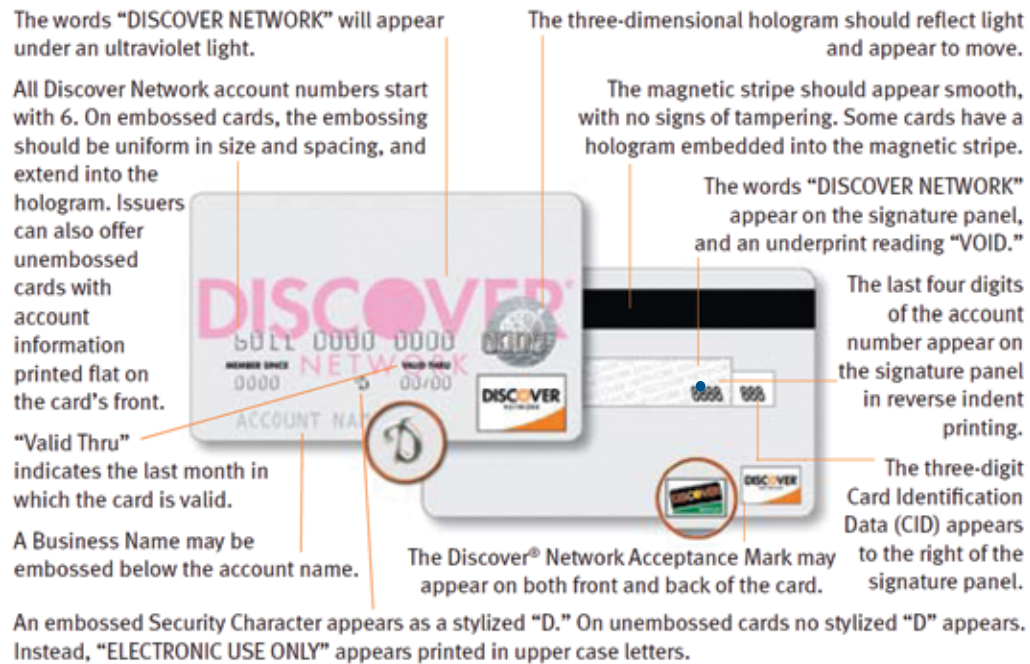 The words “DISCOVER NETWORK” will appear
under an ultraviolet light.
All Discover Network account numbers start
with 6. On embossed cards, the embossing
should be uniform in size and spacing, and
extend into the
hologram. Issuers
can also offer
unembossed
cards with
account
information
printed flat on
the card’s front.
“Valid Thru”
indicates the last month in
which the card is valid.
A Business Name may be
embossed below the account name.
The three-dimensional hologram should reflect light
and appear to move.
The magnetic stripe should appear smooth,
with no signs of tampering. Some cards have a
hologram embedded into the magnetic stripe.
The words “DISCOVER NETWORK”
appear on the signature panel,
and an underprint reading “VOID.”
The last four digits
of the account
number appear on
the signature panel
in reverse indent
printing.
The three-digit
Card Identification
Data (CID) appears
to the right of the
signature panel.
DISCOVER
NETWORK
6011 0000 0000
MEMBER SINCE VALID THRU
0000 00/00
ACCOUNT NAM
D
DISCOVER
NETWORK
0000 000
DISCOVER
DISCOVER
The Discover® Network Acceptance Mark may
appear on both front and back of the card.
An embossed Security Character appears as a stylized “D.” On unembossed cards no stylized “D” appears.
Instead, “ELECTRONIC USE ONLY” appears printed in upper case letters.